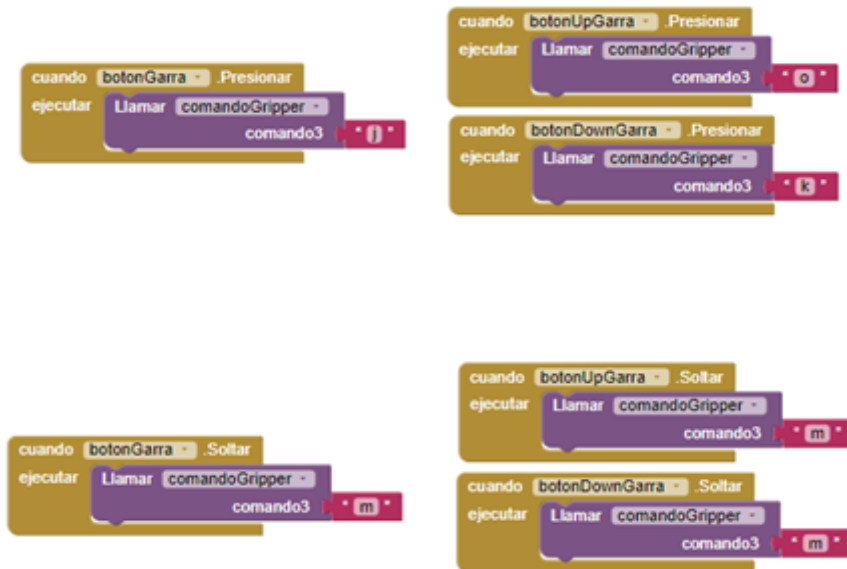 cuando botonGarra .Presionar
ejecutar Llamar comandoGripper
comando3 " j "
cuando botonUpGarra .Presionar
ejecutar Llamar comandoGripper
comando3 " o "
cuando botonDownGarra .Presionar
ejecutar Llamar comandoGripper
comando3 " k "
cuando botonGarra .Soltar
ejecutar Llamar comandoGripper
comando3 " m "
cuando botonUpGarra .Soltar
ejecutar Llamar comandoGripper
comando3 " m "
cuando botonDownGarra .Soltar
ejecutar Llamar comandoGripper
comando3 " m "